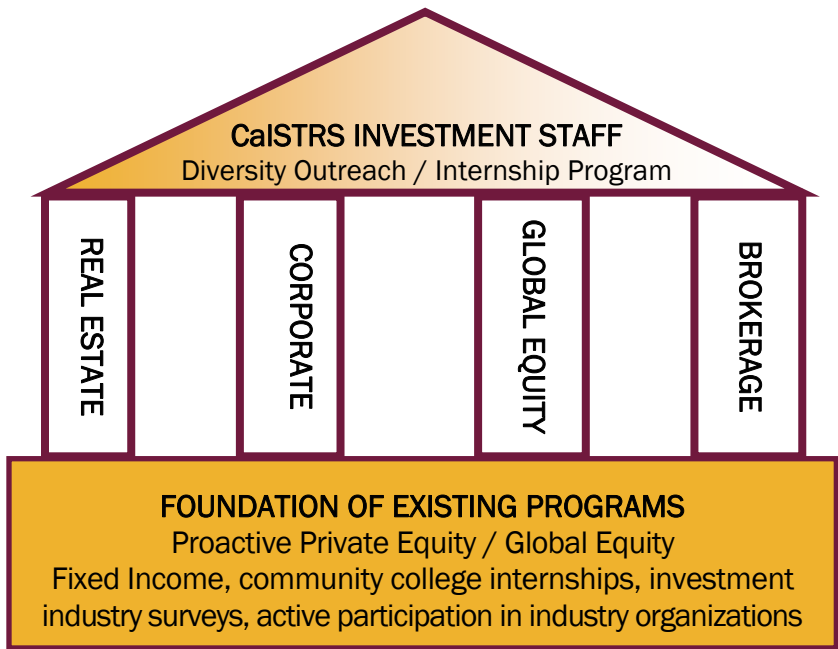 CalSTRS INVESTMENT STAFF
Diversity Outreach / Internship Program
REAL ESTATE
CORPORATE
GLOBAL EQUITY
BROKERAGE
FOUNDATION OF EXISTING PROGRAMS
Proactive Private Equity / Global Equity
Fixed Income, community college internships, investment
industry surveys, active participation in industry organizations